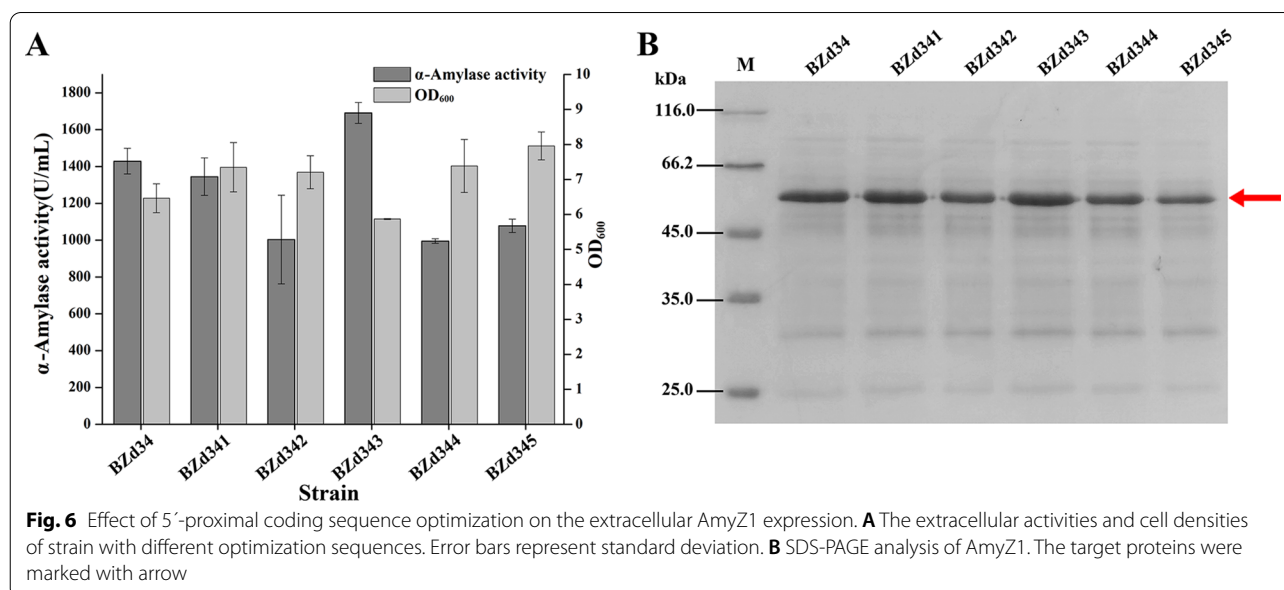 A
α-Amylase activity
OD600
α-Amylase activity(U/mL)
1800
1600
1400
1200
1000
800
600
400
200
0
10
9
8
7
6
5
4
3
2
1
0
OD600
BZd34 BZd341 BZd342 BZd343 BZd344 BZd345
Strain
B
kDa M BZd34 BZd341 BZd342 BZd343 BZd344 BZd345
116.0
66.2
45.0
35.0
25.0
Fig. 6 Effect of 5´-proximal coding sequence optimization on the extracellular AmyZ1 expression. A The extracellular activities and cell densities
of strain with different optimization sequences. Error bars represent standard deviation. B SDS-PAGE analysis of AmyZ1. The target proteins were
marked with arrow